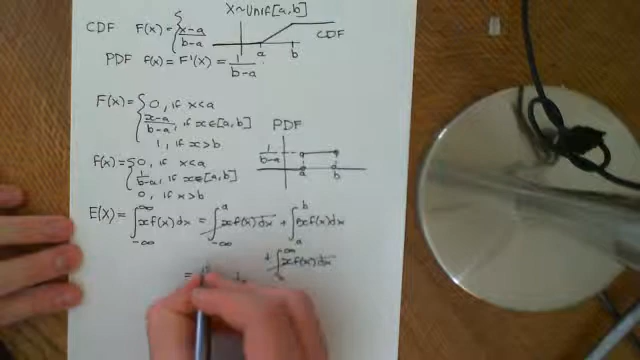 X~Unif[a,b]
CDF F(x) = { x-a/b-a
CDF
a b
PDF f(x) = F'(x) = 1/b-a
F(x) = { 0, if x<a
x-a/b-a, if x∈[a,b]
1, if x>b
PDF
1/b-a
a b
f(x) = { 0, if x<a
1/b-a, if x∈[a,b]
0, if x>b
E(X) = ∫_{-∞}^{∞} xf(x)dx = ∫_{-∞}^{a} xf(x)dx + ∫_{a}^{b} xf(x)dx
+ ∫^{∞} xf(x)dx
=